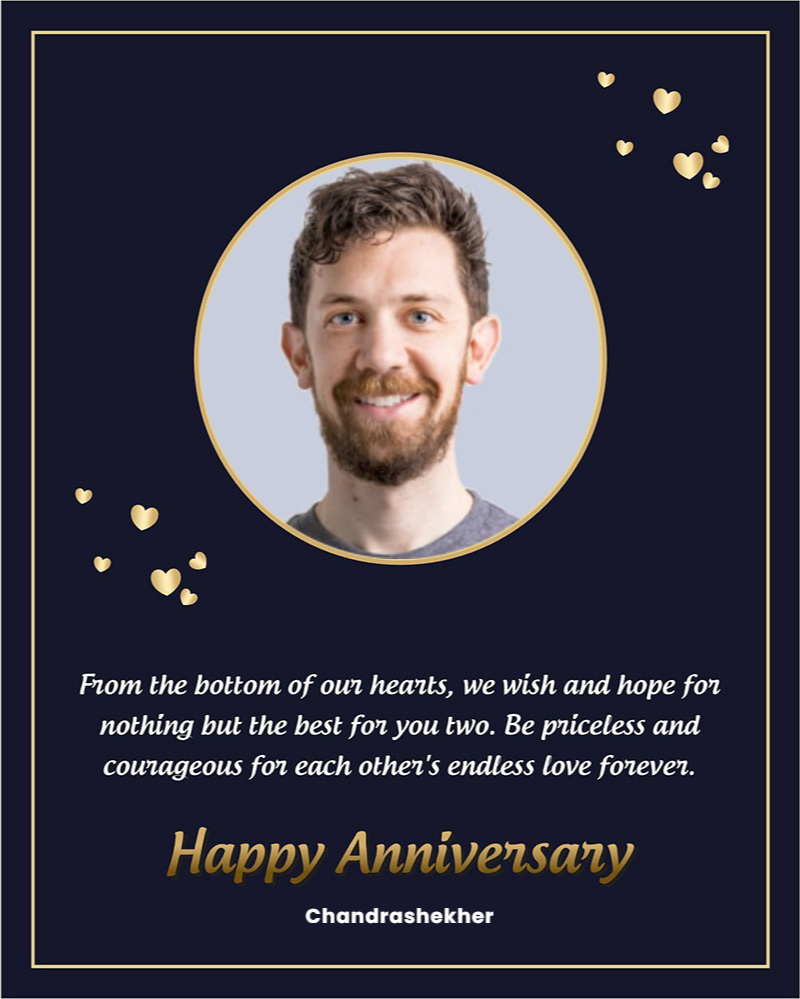 From the bottom of our hearts, we wish and hope for
nothing but the best for you two. Be priceless and
courageous for each other's endless love forever.
Happy Anniversary
Chandrashekher